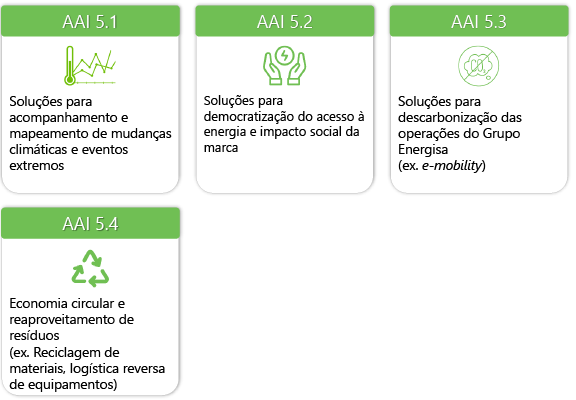 AAI 5.1
Soluções para
acompanhamento e
mapeamento de mudanças
climáticas e eventos
extremos
AAI 5.2
Soluções para
democratização do acesso à
energia e impacto social da
marca
AAI 5.3
CO₂
Soluções para
descarbonização das
operações do Grupo
Energisa
(ex. e-mobility)
AAI 5.4
Economia circular e
reaproveitamento de
resíduos
(ex. Reciclagem de
materiais, logística reversa
de equipamentos)